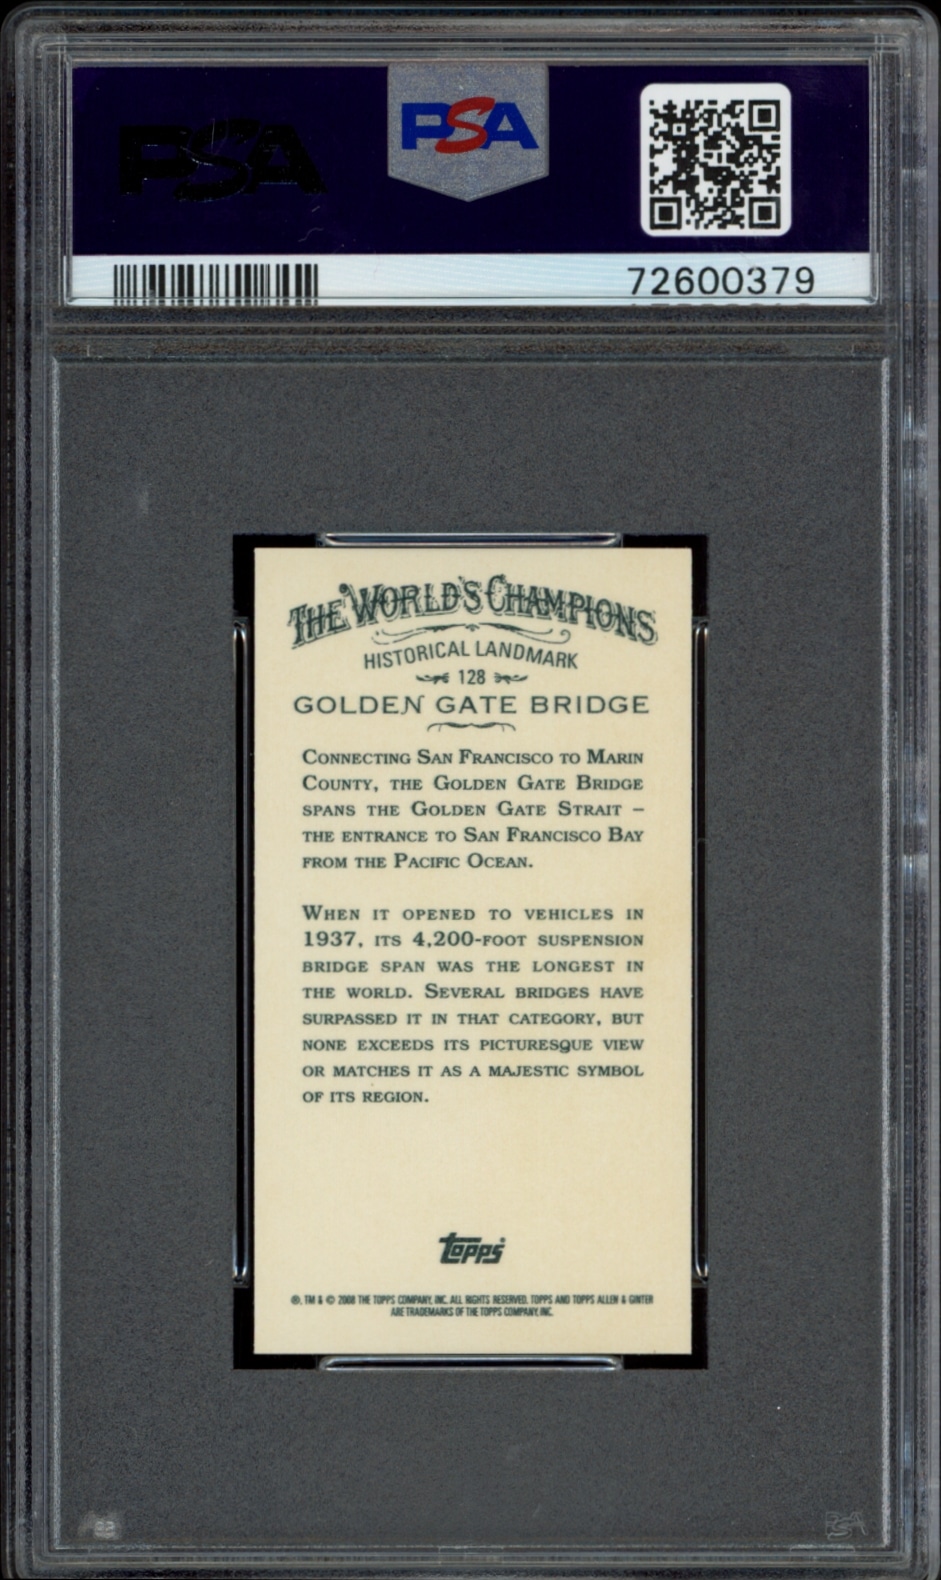 PSA
PSA
72600379
THE WORLD'S CHAMPIONS
HISTORICAL LANDMARK
128
GOLDEN GATE BRIDGE
CONNECTING SAN FRANCISCO TO MARIN
COUNTY, THE GOLDEN GATE BRIDGE
SPANS THE GOLDEN GATE STRAIT –
THE ENTRANCE TO SAN FRANCISCO BAY
FROM THE PACIFIC OCEAN.
WHEN IT OPENED TO VEHICLES IN
1937, ITS 4,200-FOOT SUSPENSION
BRIDGE SPAN WAS THE LONGEST IN
THE WORLD. SEVERAL BRIDGES HAVE
SURPASSED IT IN THAT CATEGORY, BUT
NONE EXCEEDS ITS PICTURESQUE VIEW
OR MATCHES IT AS A MAJESTIC SYMBOL
OF ITS REGION.
topps
®, TM & © 2008 THE TOPPS COMPANY, INC. ALL RIGHTS RESERVED. TOPPS AND TOPPS ALLEN & GINTER
ARE TRADEMARKS OF THE TOPPS COMPANY, INC.
PSA